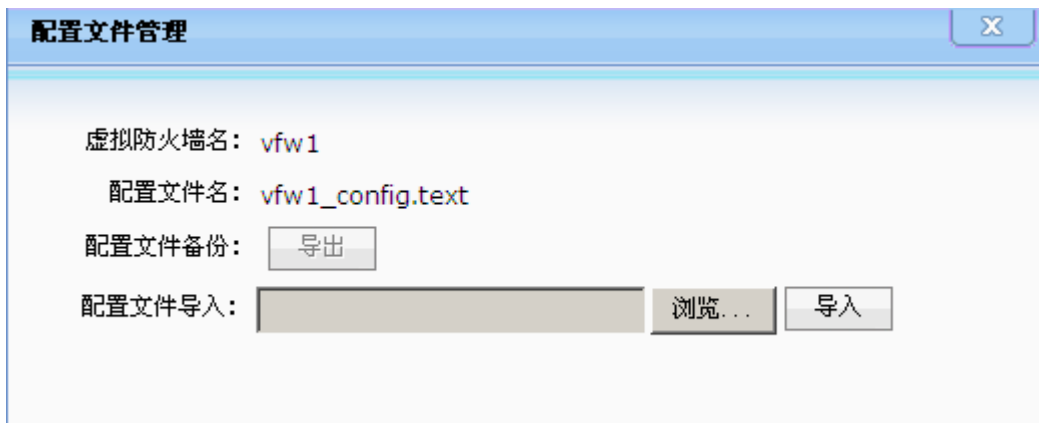 配置文件管理
虚拟防火墙名： vfw1
配置文件名： vfw1_config.text
配置文件备份： 导出
配置文件导入： 浏览... 导入